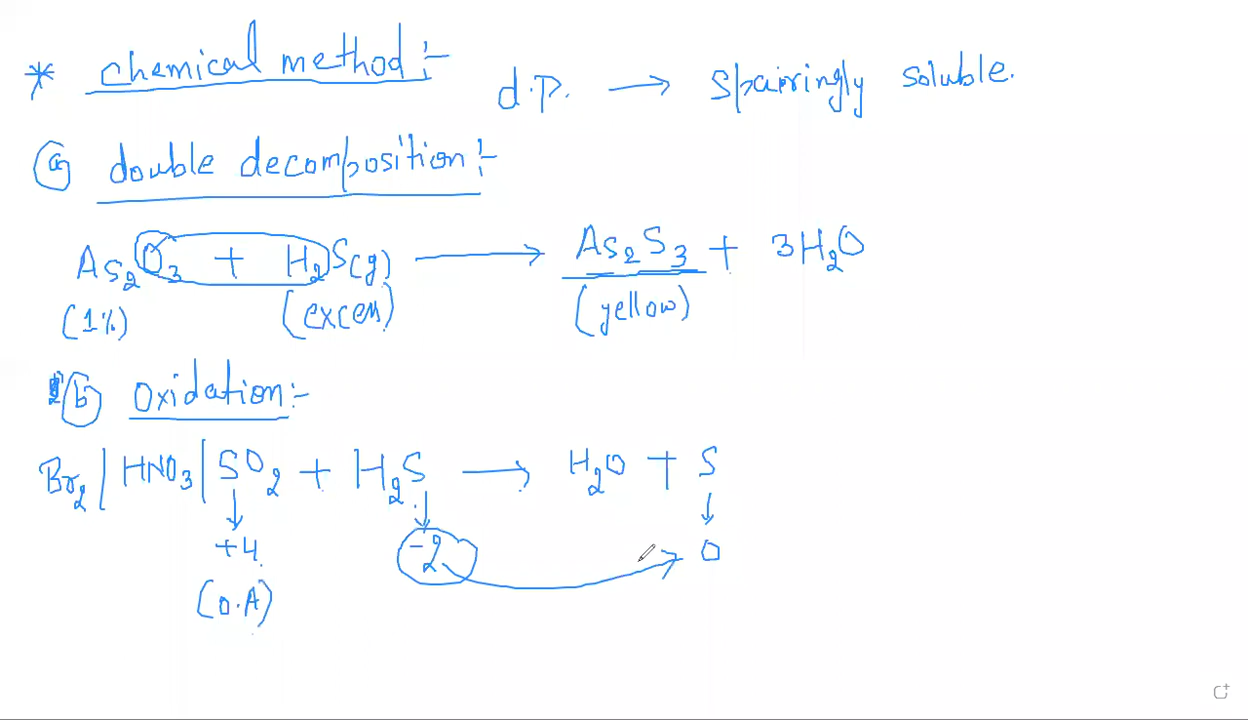 * chemical method :-
d.P. → Spairingly soluble.
(a) double decomposition :-
As₂O₃ + H₂S(g) → As₂S₃ + 3H₂O
(1%) (excess) (yellow)
(b) Oxidation :-
Br₂ | HNO₃ | SO₂ + H₂S → H₂O + S
↓ ↓ ↓
+4 -2 → 0
(O.A)